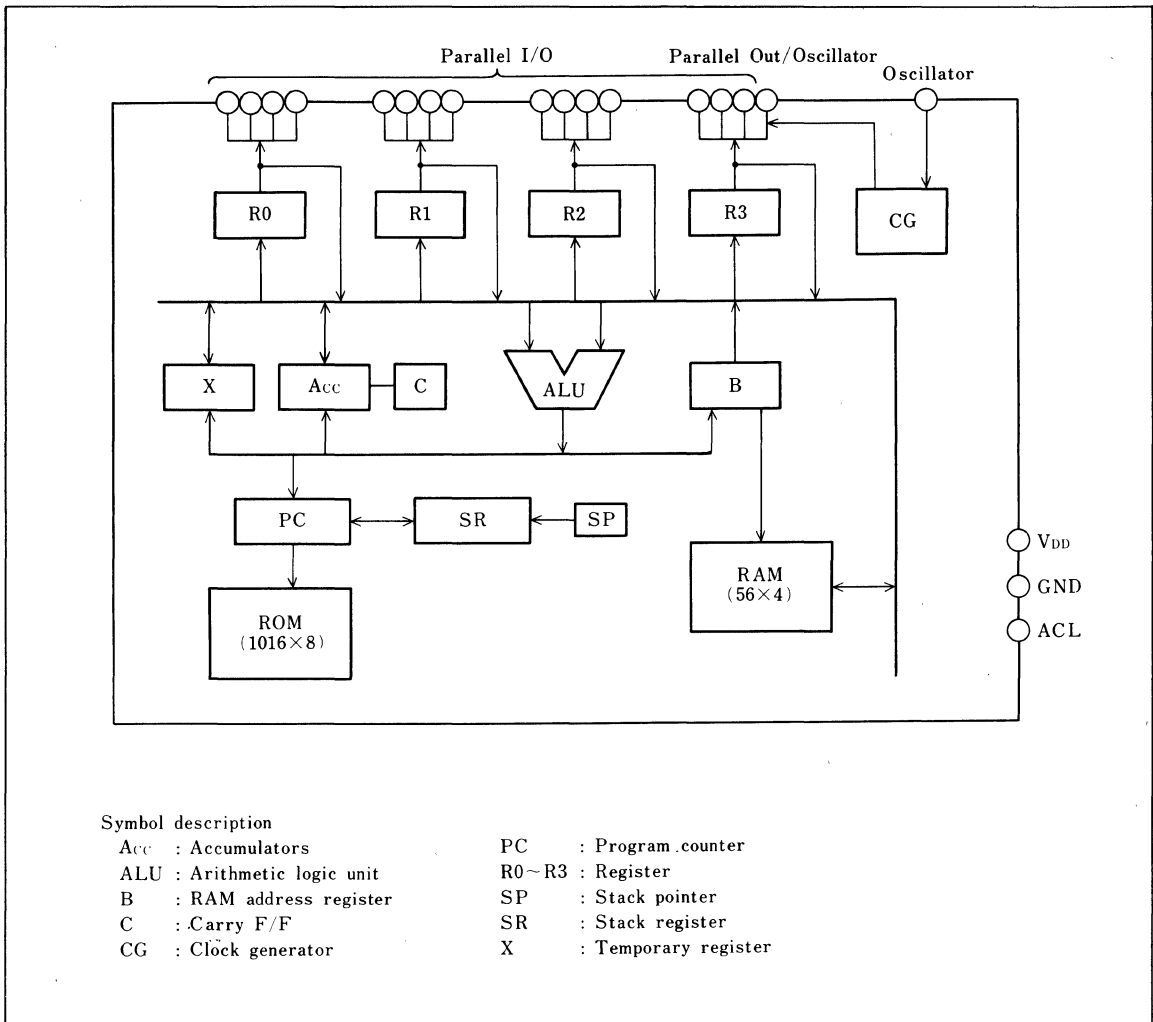 Parallel I/O
Parallel Out/Oscillator
Oscillator
R0
R1
R2
R3
CG
X
Acc
C
ALU
B
PC
SR
SP
VDD
RAM
(56×4)
GND
ROM
(1016×8)
ACL
Symbol description
Acc : Accumulators
ALU : Arithmetic logic unit
B : RAM address register
C : Carry F/F
CG : Clock generator
PC : Program counter
R0~R3 : Register
SP : Stack pointer
SR : Stack register
X : Temporary register